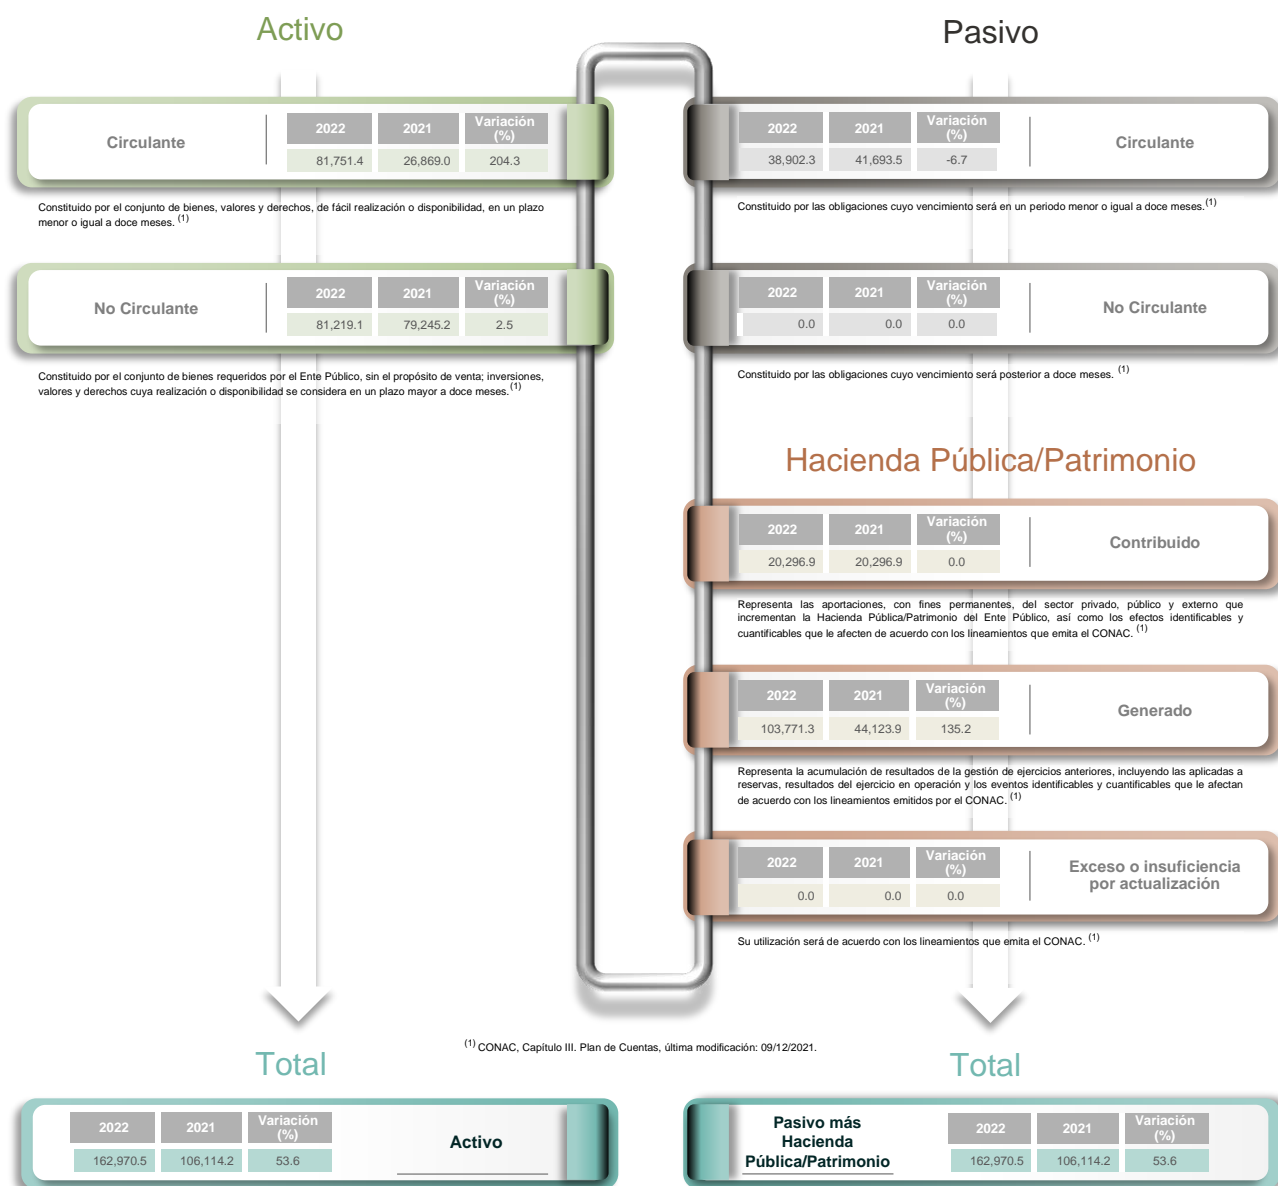 Activo
Circulante
2022 2021 Variación (%)
81,751.4 26,869.0 204.3
Constituido por el conjunto de bienes, valores y derechos, de fácil realización o disponibilidad, en un plazo
menor o igual a doce meses. (1)
No Circulante
2022 2021 Variación (%)
81,219.1 79,245.2 2.5
Constituido por el conjunto de bienes requeridos por el Ente Público, sin el propósito de venta; inversiones,
valores y derechos cuya realización o disponibilidad se considera en un plazo mayor a doce meses. (1)
Pasivo
2022 2021 Variación (%)
38,902.3 41,693.5 -6.7
Circulante
Constituido por las obligaciones cuyo vencimiento será en un periodo menor o igual a doce meses. (1)
2022 2021 Variación (%)
0.0 0.0 0.0
No Circulante
Constituido por las obligaciones cuyo vencimiento será posterior a doce meses. (1)
Hacienda Pública/Patrimonio
2022 2021 Variación (%)
20,296.9 20,296.9 0.0
Contribuido
Representa las aportaciones, con fines permanentes, del sector privado, público y externo que
incrementan la Hacienda Pública/Patrimonio del Ente Público, así como los efectos identificables y
cuantificables que le afecten de acuerdo con los lineamientos que emita el CONAC. (1)
2022 2021 Variación (%)
103,771.3 44,123.9 135.2
Generado
Representa la acumulación de resultados de la gestión de ejercicios anteriores, incluyendo las aplicadas a
reservas, resultados del ejercicio en operación y los eventos identificables y cuantificables que le afectan
de acuerdo con los lineamientos emitidos por el CONAC. (1)
2022 2021 Variación (%)
0.0 0.0 0.0
Exceso o insuficiencia
por actualización
Su utilización será de acuerdo con los lineamientos que emita el CONAC. (1)
(1) CONAC, Capítulo III. Plan de Cuentas, última modificación: 09/12/2021.
Total
2022 2021 Variación (%)
162,970.5 106,114.2 53.6
Activo
Total
Pasivo más
Hacienda
Pública/Patrimonio
2022 2021 Variación (%)
162,970.5 106,114.2 53.6